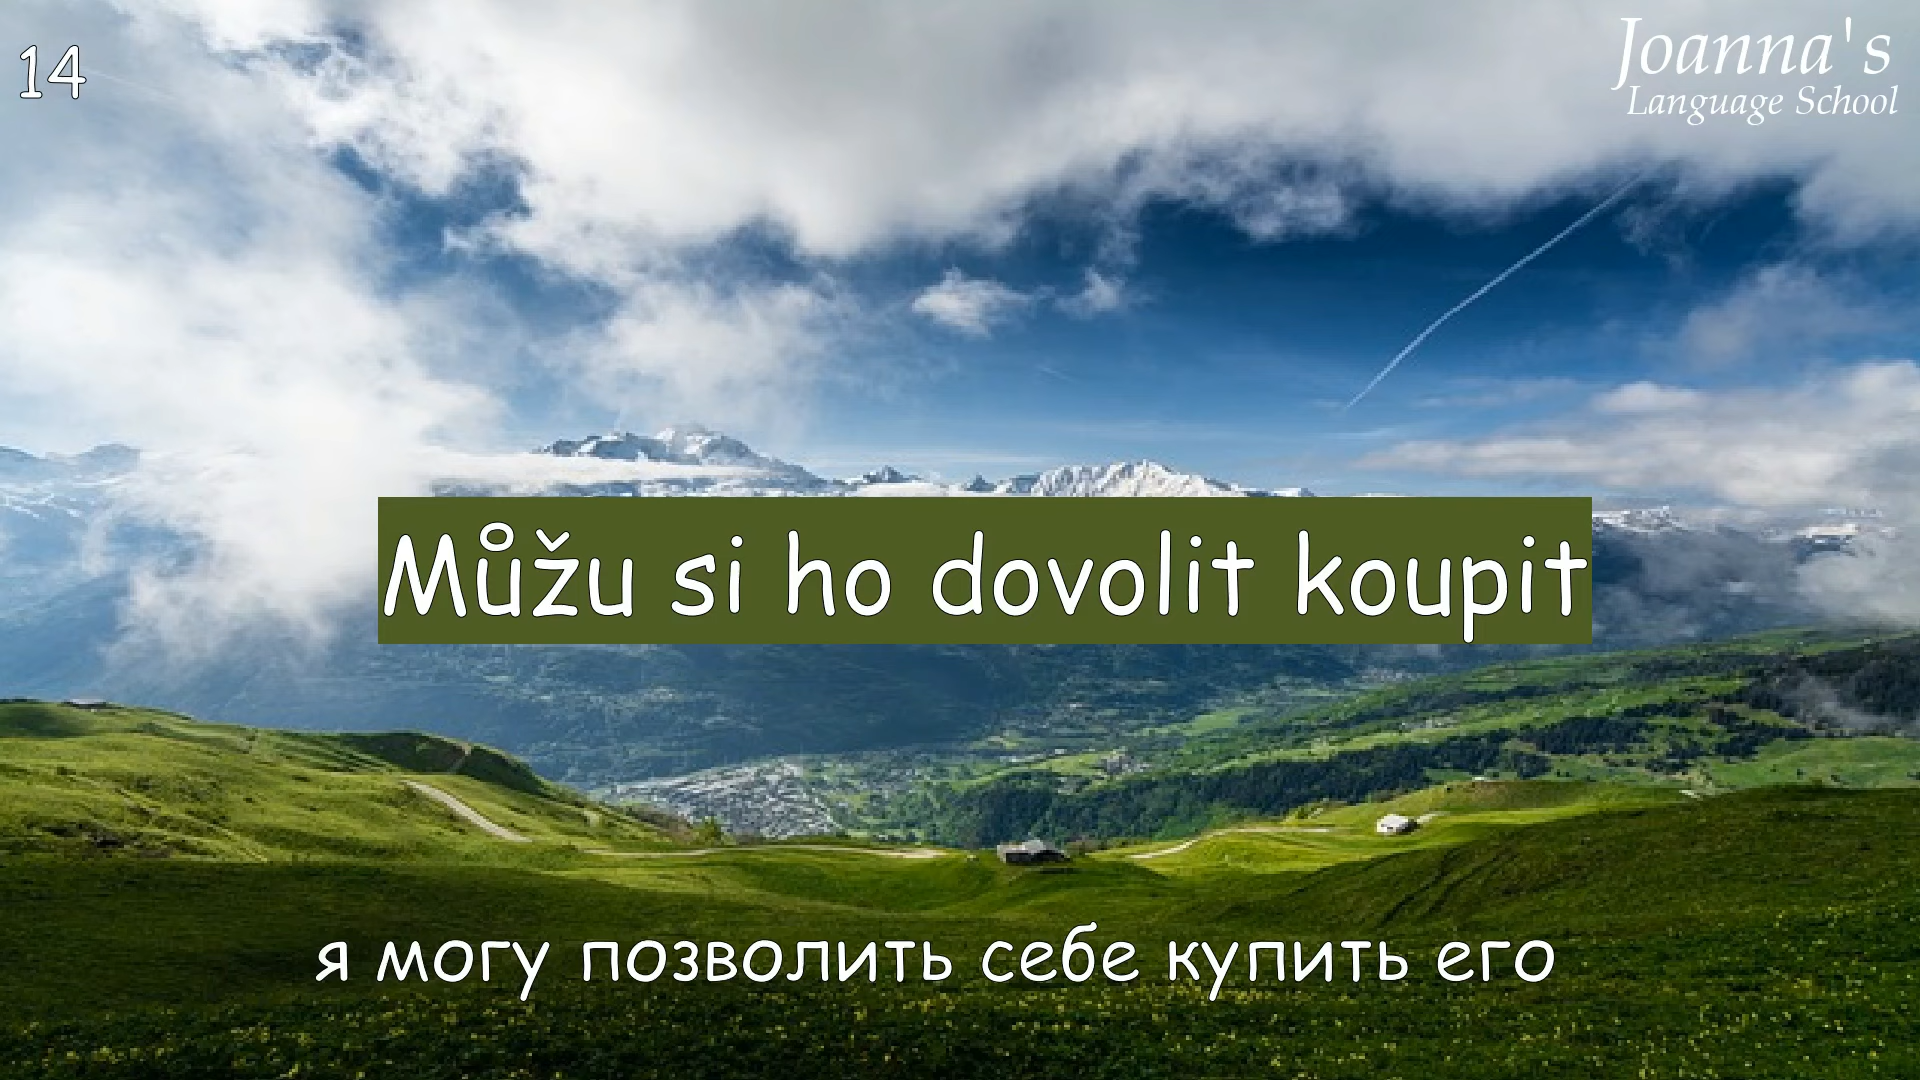 14
Joanna's
Language School
Můžu si ho dovolit koupit
я могу позволить себе купить его